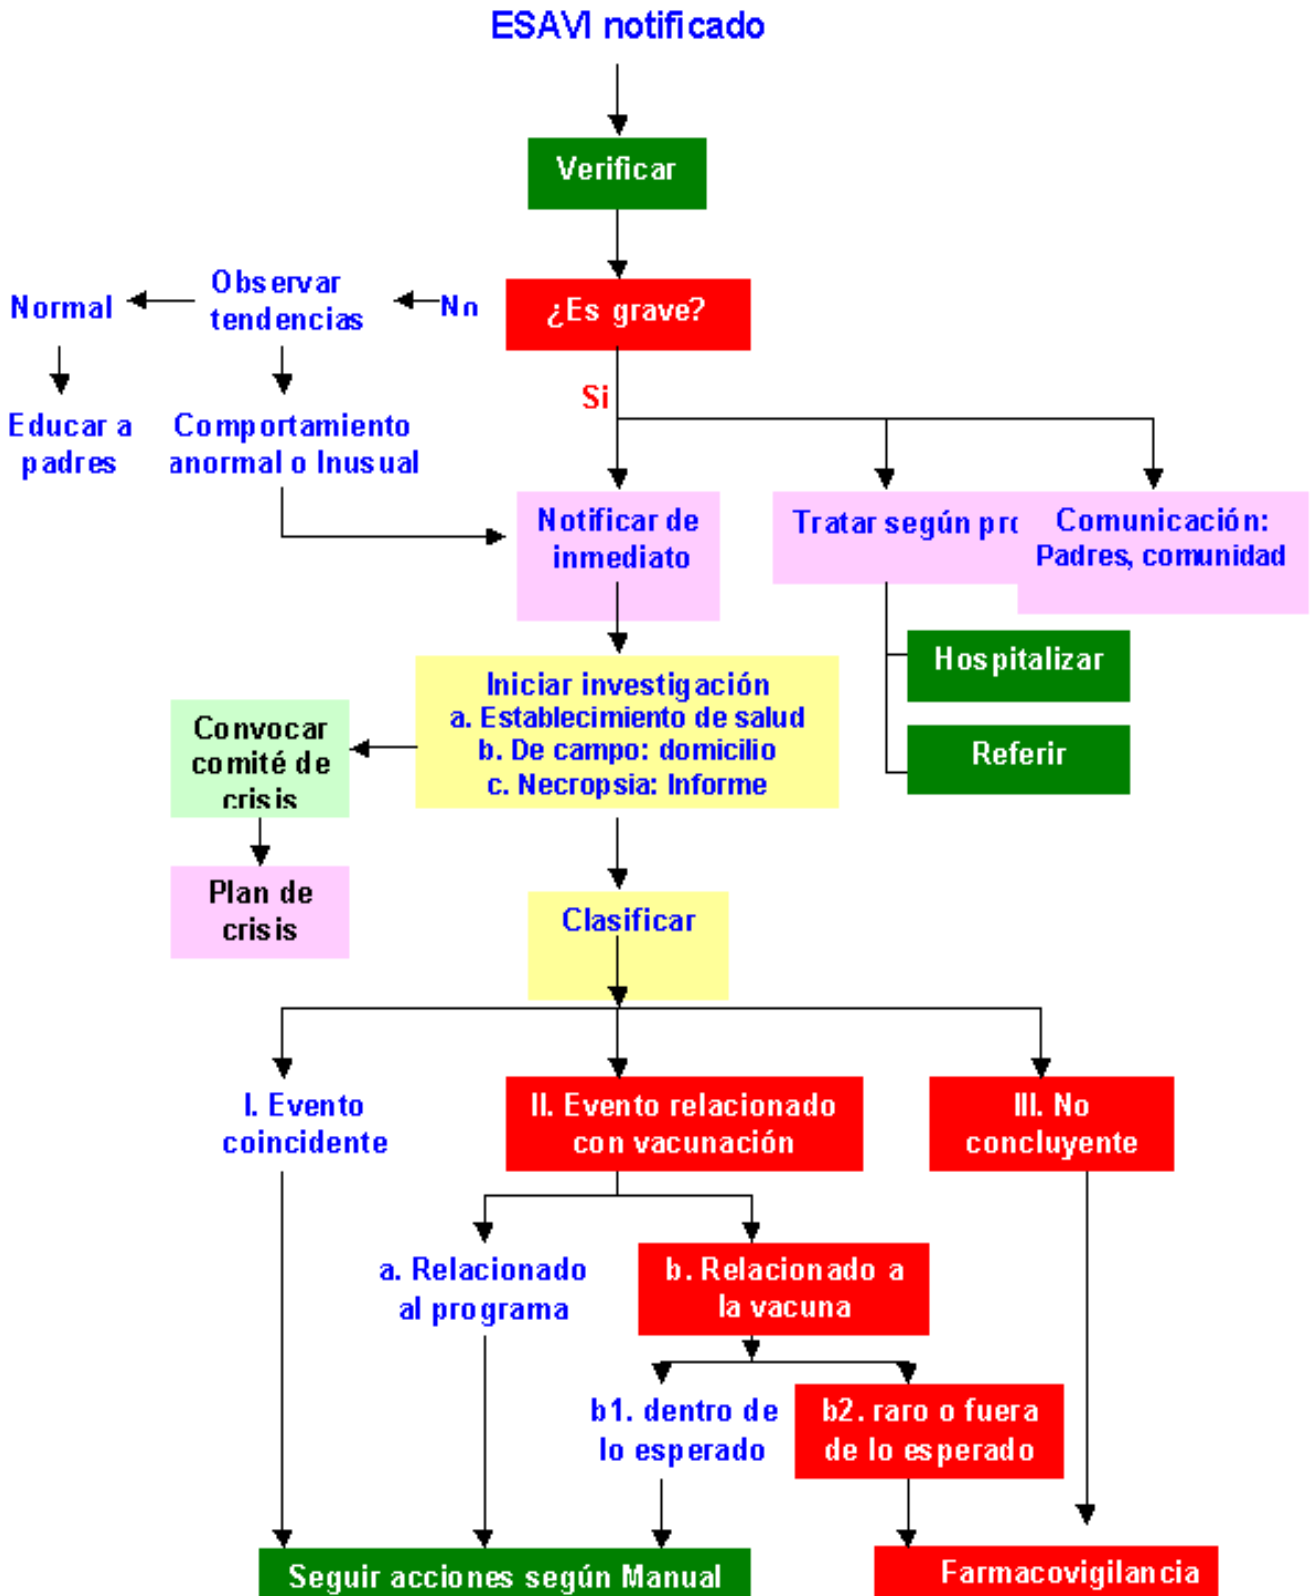 ESAVI notificado
Verificar
¿Es grave?
No
Observar
tendencias
Normal
Educar a
padres
Comportamiento
anormal o Inusual
Si
Notificar de
inmediato
Tratar según
Comunicación:
Padres, comunidad
Hospitalizar
Referir
Iniciar investigación
a. Establecimiento de salud
b. De campo: domicilio
c. Necropsia: Informe
Convocar
comité de
crisis
Plan de
crisis
Clasificar
I. Evento
coincidente
II. Evento relacionado
con vacunación
III. No
concluyente
a. Relacionado
al programa
b. Relacionado a
la vacuna
b1. dentro de
lo esperado
b2. raro o fuera
de lo esperado
Seguir acciones según Manual
Farmacovigilancia